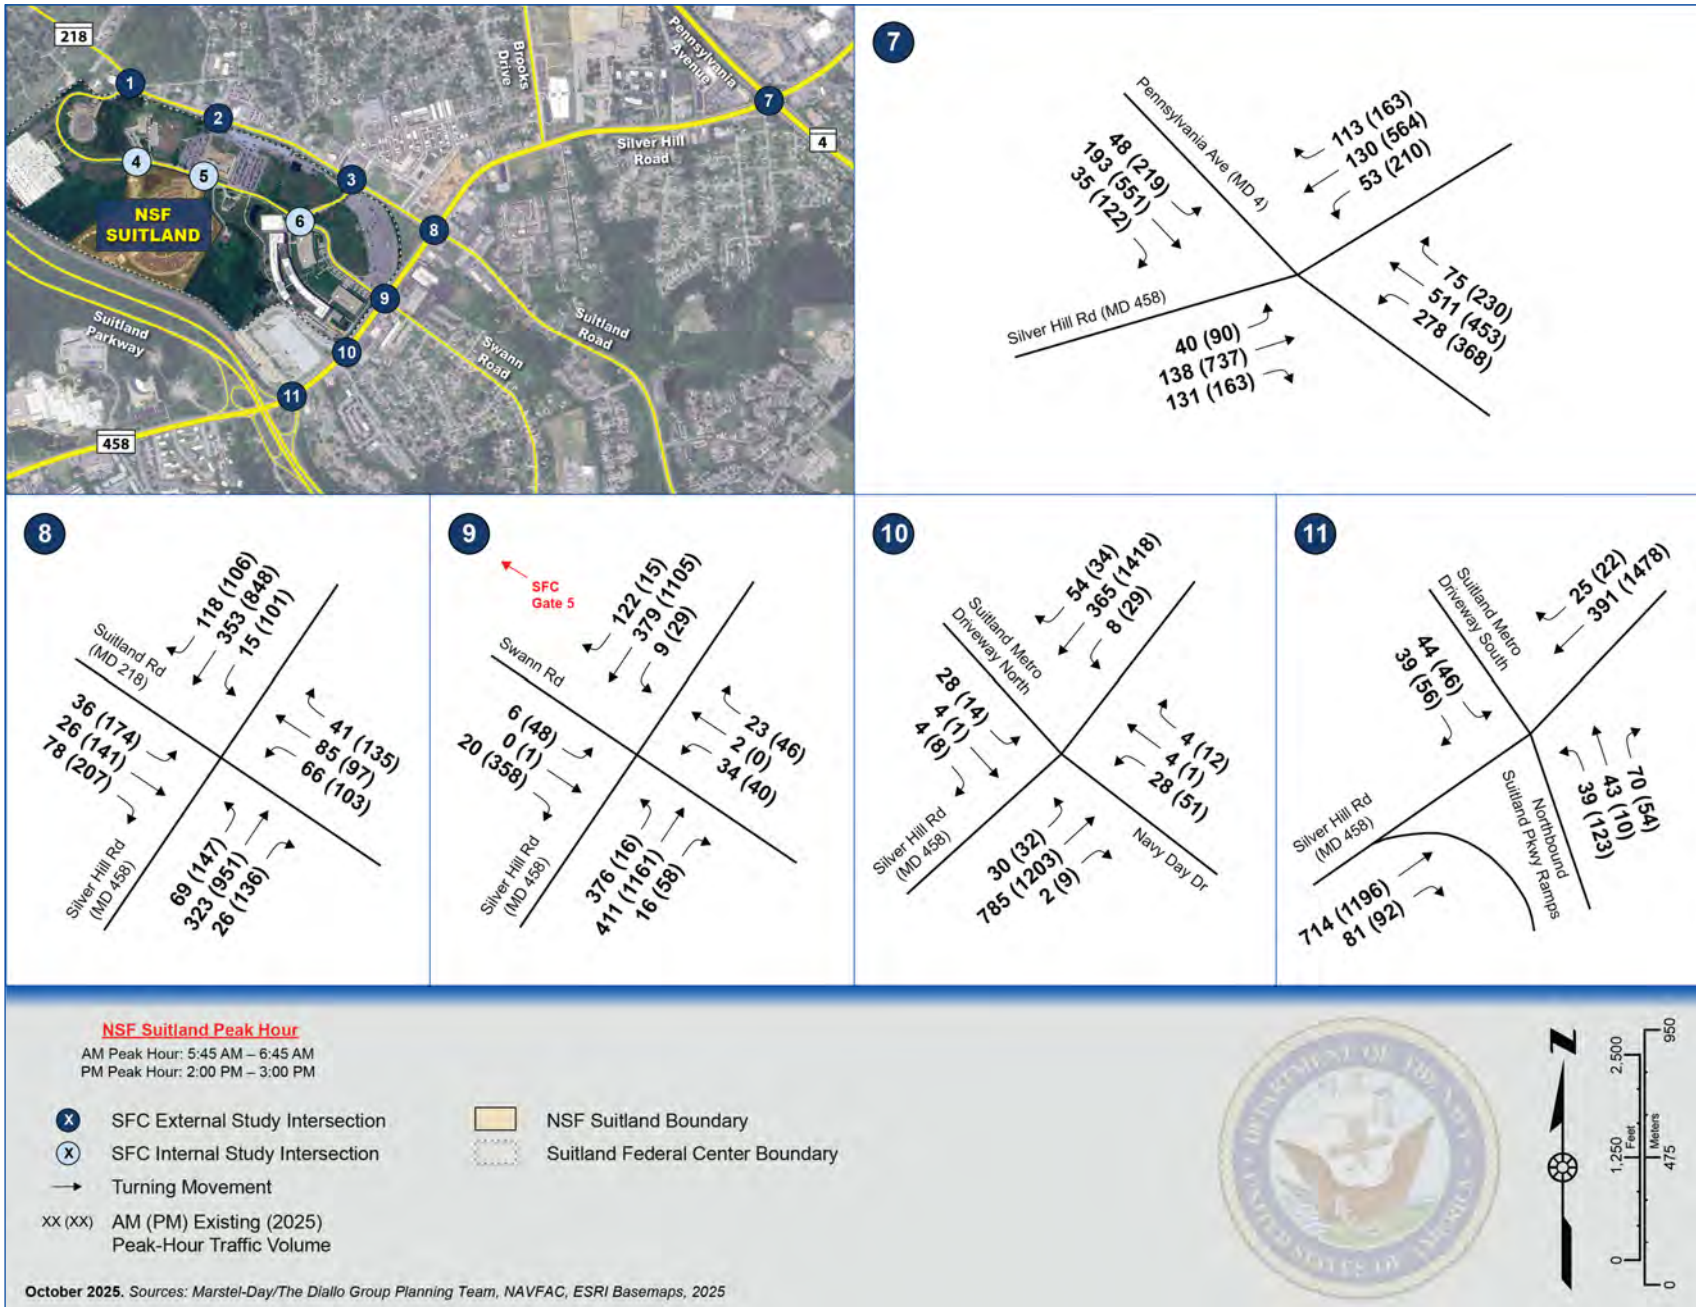 218
1
2
3
4
5
6
7
8
9
10
11
4
458
Brooks
Drive
Pennsylvania
Avenue
Silver Hill
Road
NSF
SUITLAND
Suitland
Parkway
Swann
Road
Suitland
Road
7
Pennsylvania Ave (MD 4)
113 (163)
130 (564)
53 (210)
48 (219)
193 (551)
35 (122)
75 (230)
511 (453)
278 (368)
Silver Hill Rd (MD 458)
40 (90)
138 (737)
131 (163)
8
118 (106)
353 (848)
15 (101)
Suitland Rd
(MD 218)
36 (174)
26 (141)
78 (207)
41 (135)
85 (97)
66 (103)
Silver Hill Rd
(MD 458)
69 (147)
323 (951)
26 (136)
9
SFC
Gate 5
122 (15)
379 (1105)
9 (29)
Swann Rd
6 (48)
0 (1)
20 (358)
23 (46)
2 (0)
34 (40)
Silver Hill Rd
(MD 458)
376 (16)
411 (1161)
16 (58)
10
54 (34)
365 (1418)
8 (29)
Suitland Metro
Driveway North
28 (14)
4 (1)
4 (8)
4 (12)
4 (1)
28 (51)
Silver Hill Rd
(MD 458)
30 (32)
785 (1203)
2 (9)
Navy Day Dr
11
Suitland Metro
Driveway South
25 (22)
391 (1478)
44 (46)
39 (56)
70 (54)
43 (10)
39 (123)
Silver Hill Rd
(MD 458)
Northbound
Suitland Pkwy Ramps
714 (1196)
81 (92)
NSF Suitland Peak Hour
AM Peak Hour: 5:45 AM – 6:45 AM
PM Peak Hour: 2:00 PM – 3:00 PM
X SFC External Study Intersection
X SFC Internal Study Intersection
Turning Movement
XX (XX) AM (PM) Existing (2025)
Peak-Hour Traffic Volume
NSF Suitland Boundary
Suitland Federal Center Boundary
DEPARTMENT OF THE NAVY
UNITED STATES OF AMERICA
N
2,500
1,250
0
Feet
Meters
950
475
0
October 2025. Sources: Marstel-Day/The Diallo Group Planning Team, NAVFAC, ESRI Basemaps, 2025